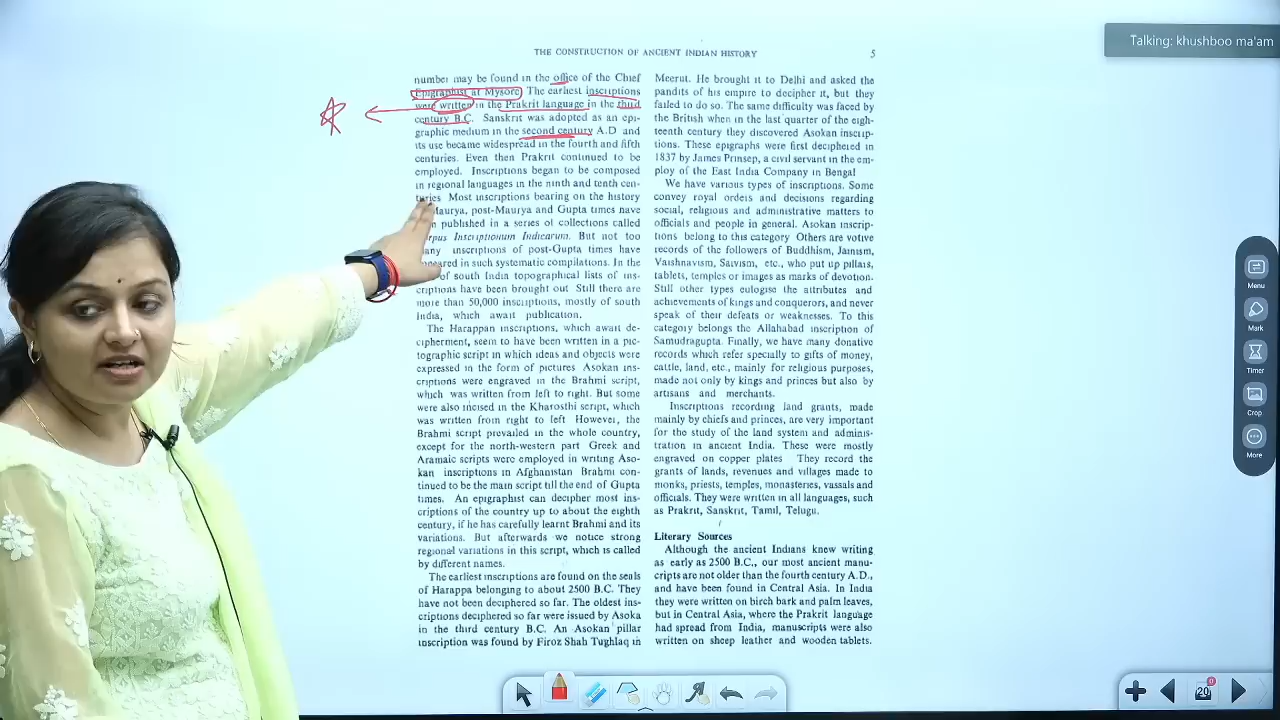 Talking: khushboo ma'am
THE CONSTRUCTION OF ANCIENT INDIAN HISTORY 5
number may be found in the office of the Chief
Epigraphist at Mysore The earliest inscriptions
were written in the Prakrit language in the third
century B.C. Sanskrit was adopted as an epi-
graphic medium in the second century A.D and
its use became widespread in the fourth and fifth
centuries. Even then Prakrit continued to be
employed. Inscriptions began to be composed
in regional languages in the ninth and tenth cen-
turies Most inscriptions bearing on the history
Maurya, post-Maurya and Gupta times have
published in a series of collections called
Inscriptionum Indicarum. But not too
inscriptions of post-Gupta times have
in such systematic compilations. In the
of south India topographical lists of ins-
criptions have been brought out Still there are
more than 50,000 inscriptions, mostly of south
India, which await publication.
The Harappan inscriptions, which await de-
cipherment, seem to have been written in a pic-
tographic script in which ideas and objects were
expressed in the form of pictures Asokan ins-
criptions were engraved in the Brahmi script,
which was written from left to right. But some
were also incised in the Kharosthi script, which
was written from right to left However, the
Brahmi script prevailed in the whole country,
except for the north-western part Greek and
Aramaic scripts were employed in writing Aso-
kan inscriptions in Afghanistan Brahmi con-
tinued to be the main script till the end of Gupta
times. An epigraphist can decipher most ins-
criptions of the country up to about the eighth
century, if he has carefully learnt Brahmi and its
variations. But afterwards we notice strong
regional variations in this script, which is called
by different names.
The earliest inscriptions are found on the seals
of Harappa belonging to about 2500 B.C. They
have not been deciphered so far. The oldest ins-
criptions deciphered so far were issued by Asoka
in the third century B.C. An Asokan pillar
inscription was found by Firoz Shah Tughlaq in
Meerut. He brought it to Delhi and asked the
pandits of his empire to decipher it, but they
failed to do so. The same difficulty was faced by
the British when in the last quarter of the eigh-
teenth century they discovered Asokan inscrip-
tions. These epigraphs were first deciphered in
1837 by James Prinsep, a civil servant in the em-
ploy of the East India Company in Bengal
We have various types of inscriptions. Some
convey royal orders and decisions regarding
social, religious and administrative matters to
officials and people in general. Asokan inscrip-
tions belong to this category Others are votive
records of the followers of Buddhism, Jainism,
Vaishnavism, Saivism, etc., who put up pillars,
tablets, temples or images as marks of devotion.
Still other types eulogise the attributes and
achievements of kings and conquerors, and never
speak of their defeats or weaknesses. To this
category belongs the Allahabad inscription of
Samudragupta. Finally, we have many donative
records which refer specially to gifts of money,
cattle, land, etc., mainly for religious purposes,
made not only by kings and princes but also by
artisans and merchants.
Inscriptions recording land grants, made
mainly by chiefs and princes, are very important
for the study of the land system and adminis-
tration in ancient India. These were mostly
engraved on copper plates They record the
grants of lands, revenues and villages made to
monks, priests, temples, monasteries, vassals and
officials. They were written in all languages, such
as Prakrit, Sanskrit, Tamil, Telugu.
Literary Sources
Although the ancient Indians knew writing
as early as 2500 B.C., our most ancient manu-
scripts are not older than the fourth century A.D.,
and have been found in Central Asia. In India
they were written on birch bark and palm leaves,
but in Central Asia, where the Prakrit language
had spread from India, manuscripts were also
written on sheep leather and wooden tablets.
Menu
Mark
Timer
Crop
More
20